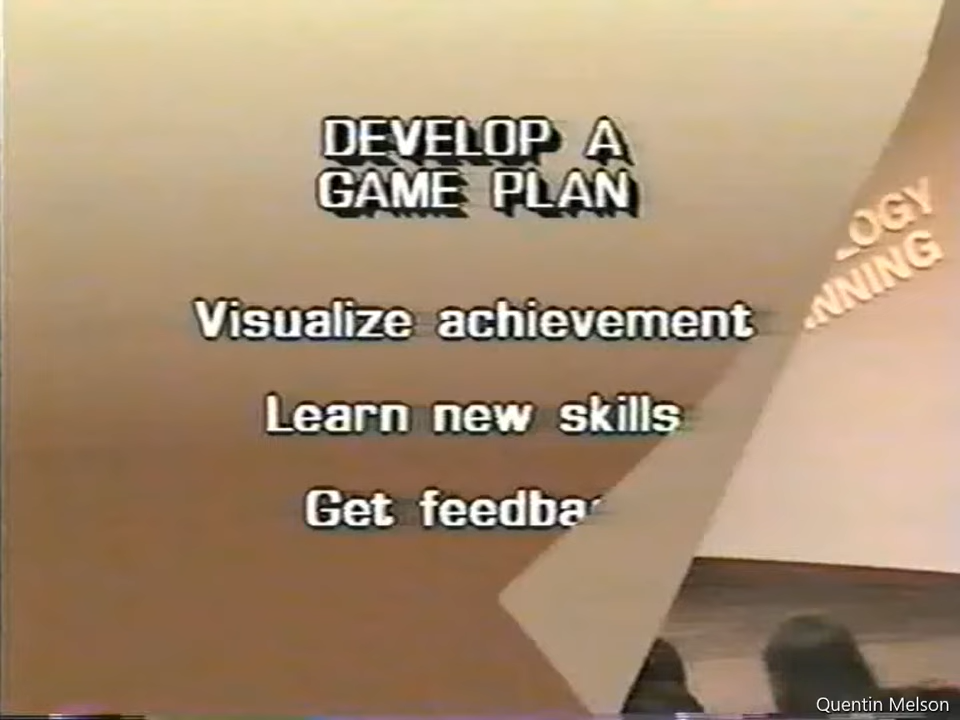 DEVELOP A
GAME PLAN
Visualize achievement
Learn new skills
Get feedba
OGY
NNING
Quentin Melson